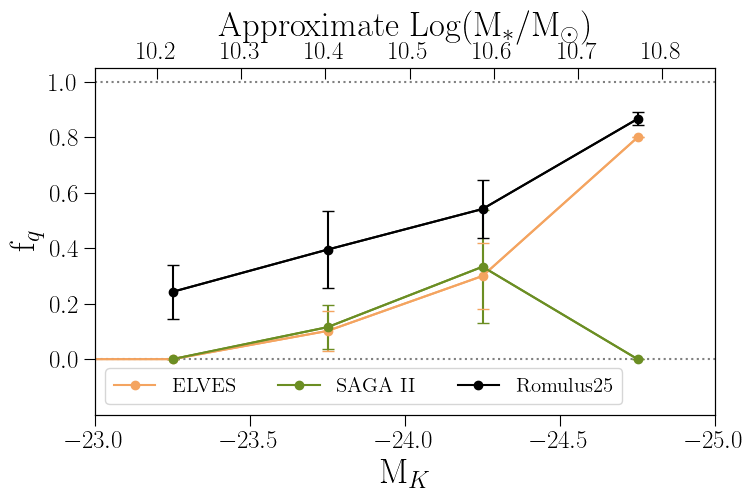 Approximate Log(M*/M⊙)
10.2 10.3 10.4 10.5 10.6 10.7 10.8
1.0
0.8
0.6
0.4
0.2
0.0
f_q
ELVES SAGA II Romulus25
−23.0 −23.5 −24.0 −24.5 −25.0
M_K